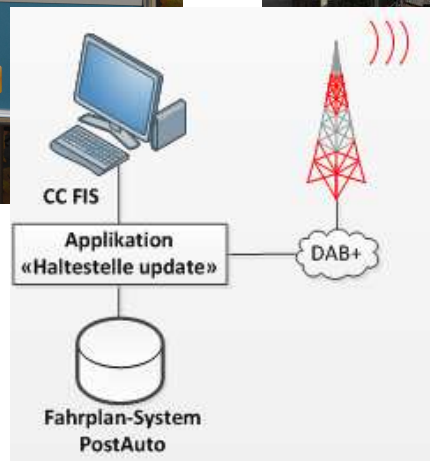 CC FIS
Applikation
«Haltestelle update»
DAB+
Fahrplan-System
PostAuto